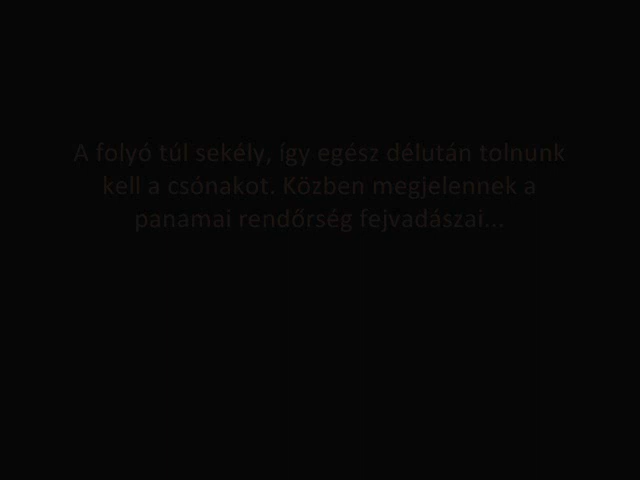 A folyó túl sekély, így egész délután tolnunk
kell a csónakot. Közben megjelennek a
panamai rendőrség fejvadászai...